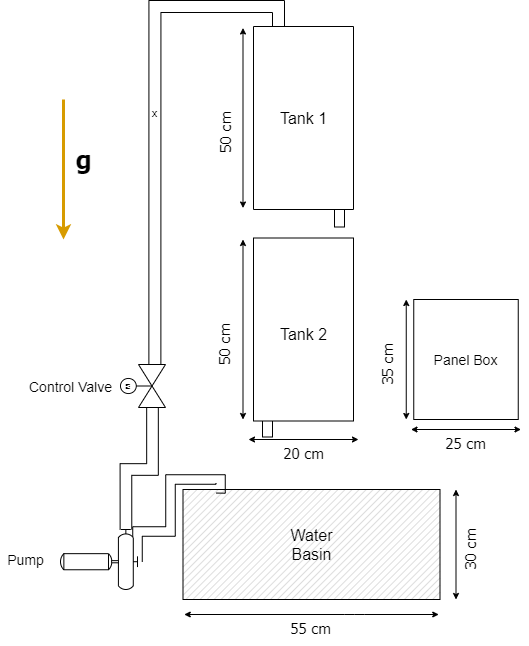 x
50 cm
Tank 1
g
50 cm
Tank 2
35 cm
Panel Box
Control Valve
25 cm
20 cm
Water
Basin
30 cm
Pump
55 cm